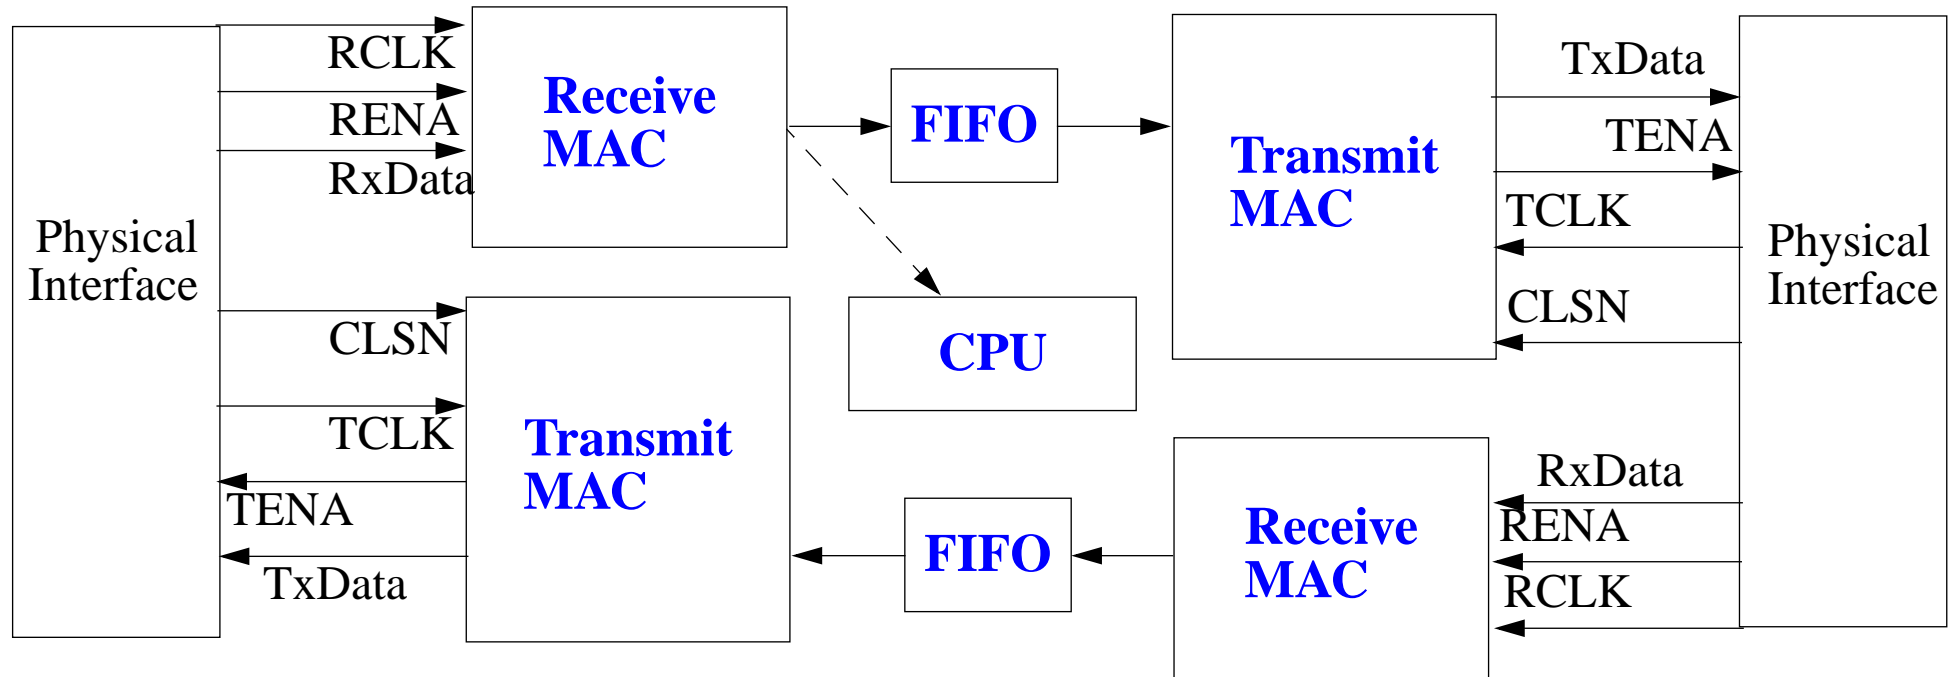 RCLK
RENA
RxData
Receive
MAC
FIFO
Transmit
MAC
TxData
TENA
TCLK
CLSN
Physical
Interface
Physical
Interface
CLSN
TCLK
TENA
TxData
Transmit
MAC
CPU
FIFO
Receive
MAC
RxData
RENA
RCLK